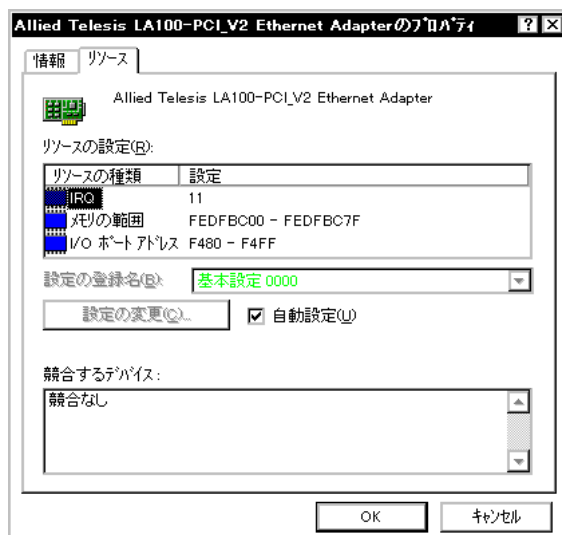 Allied Telesis LA100-PCI_V2 Ethernet Adapterのﾌﾟﾛﾊﾟﾃｨ
情報 リソース
Allied Telesis LA100-PCI_V2 Ethernet Adapter
リソースの設定(R):
リソースの種類 設定
IRQ 11
メモリの範囲 FEDFBC00 - FEDFBC7F
I/O ポート アドレス F480 - F4FF
設定の登録名(B): 基本設定 0000
設定の変更(C)... 自動設定(U)
競合するデバイス:
競合なし
OK キャンセル